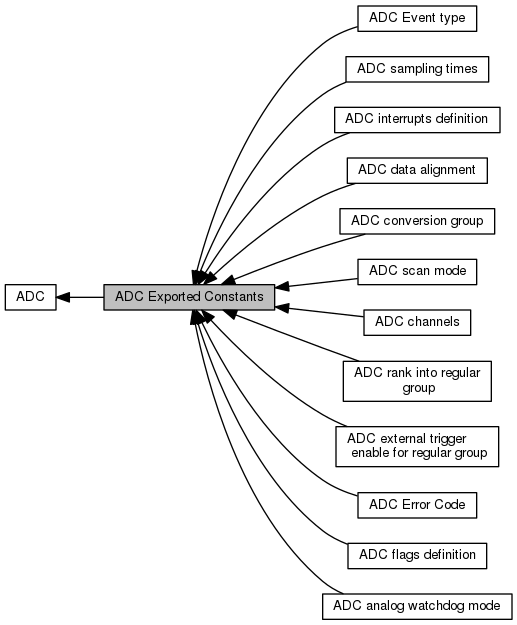 ADC Event type
ADC sampling times
ADC interrupts definition
ADC data alignment
ADC conversion group
ADC scan mode
ADC
ADC Exported Constants
ADC channels
ADC rank into regular
group
ADC external trigger
enable for regular group
ADC Error Code
ADC flags definition
ADC analog watchdog mode